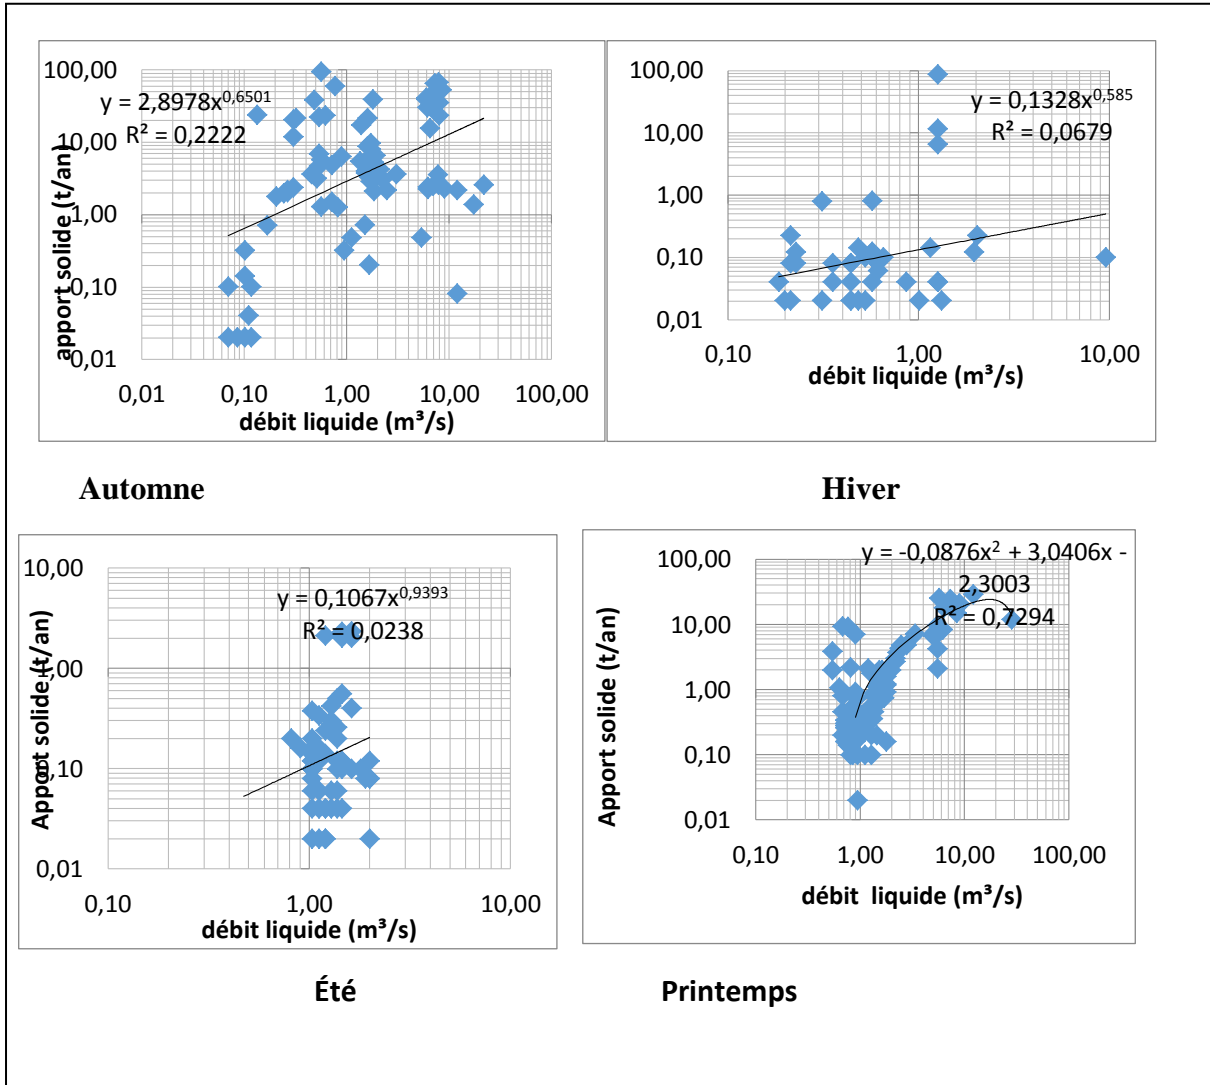 100,00
10,00
1,00
0,10
0,01
y = 2,8978x^0,6501
R² = 0,2222
apport solide (t/an)
0,01 0,10 1,00 10,00 100,00
débit liquide (m³/s)
Automne
100,00
10,00
1,00
0,10
0,01
y = 0,1328x^0,585
R² = 0,0679
0,10 1,00 10,00
débit liquide (m³/s)
Hiver
10,00
1,00
0,10
0,01
y = 0,1067x^0,9393
R² = 0,0238
Apport solide (t/an)
0,10 1,00 10,00
débit liquide (m³/s)
Été
100,00
10,00
1,00
0,10
0,01
y = -0,0876x² + 3,0406x -
2,3003
R² = 0,7294
Apport solide (t/an)
0,10 1,00 10,00 100,00
débit liquide (m³/s)
Printemps